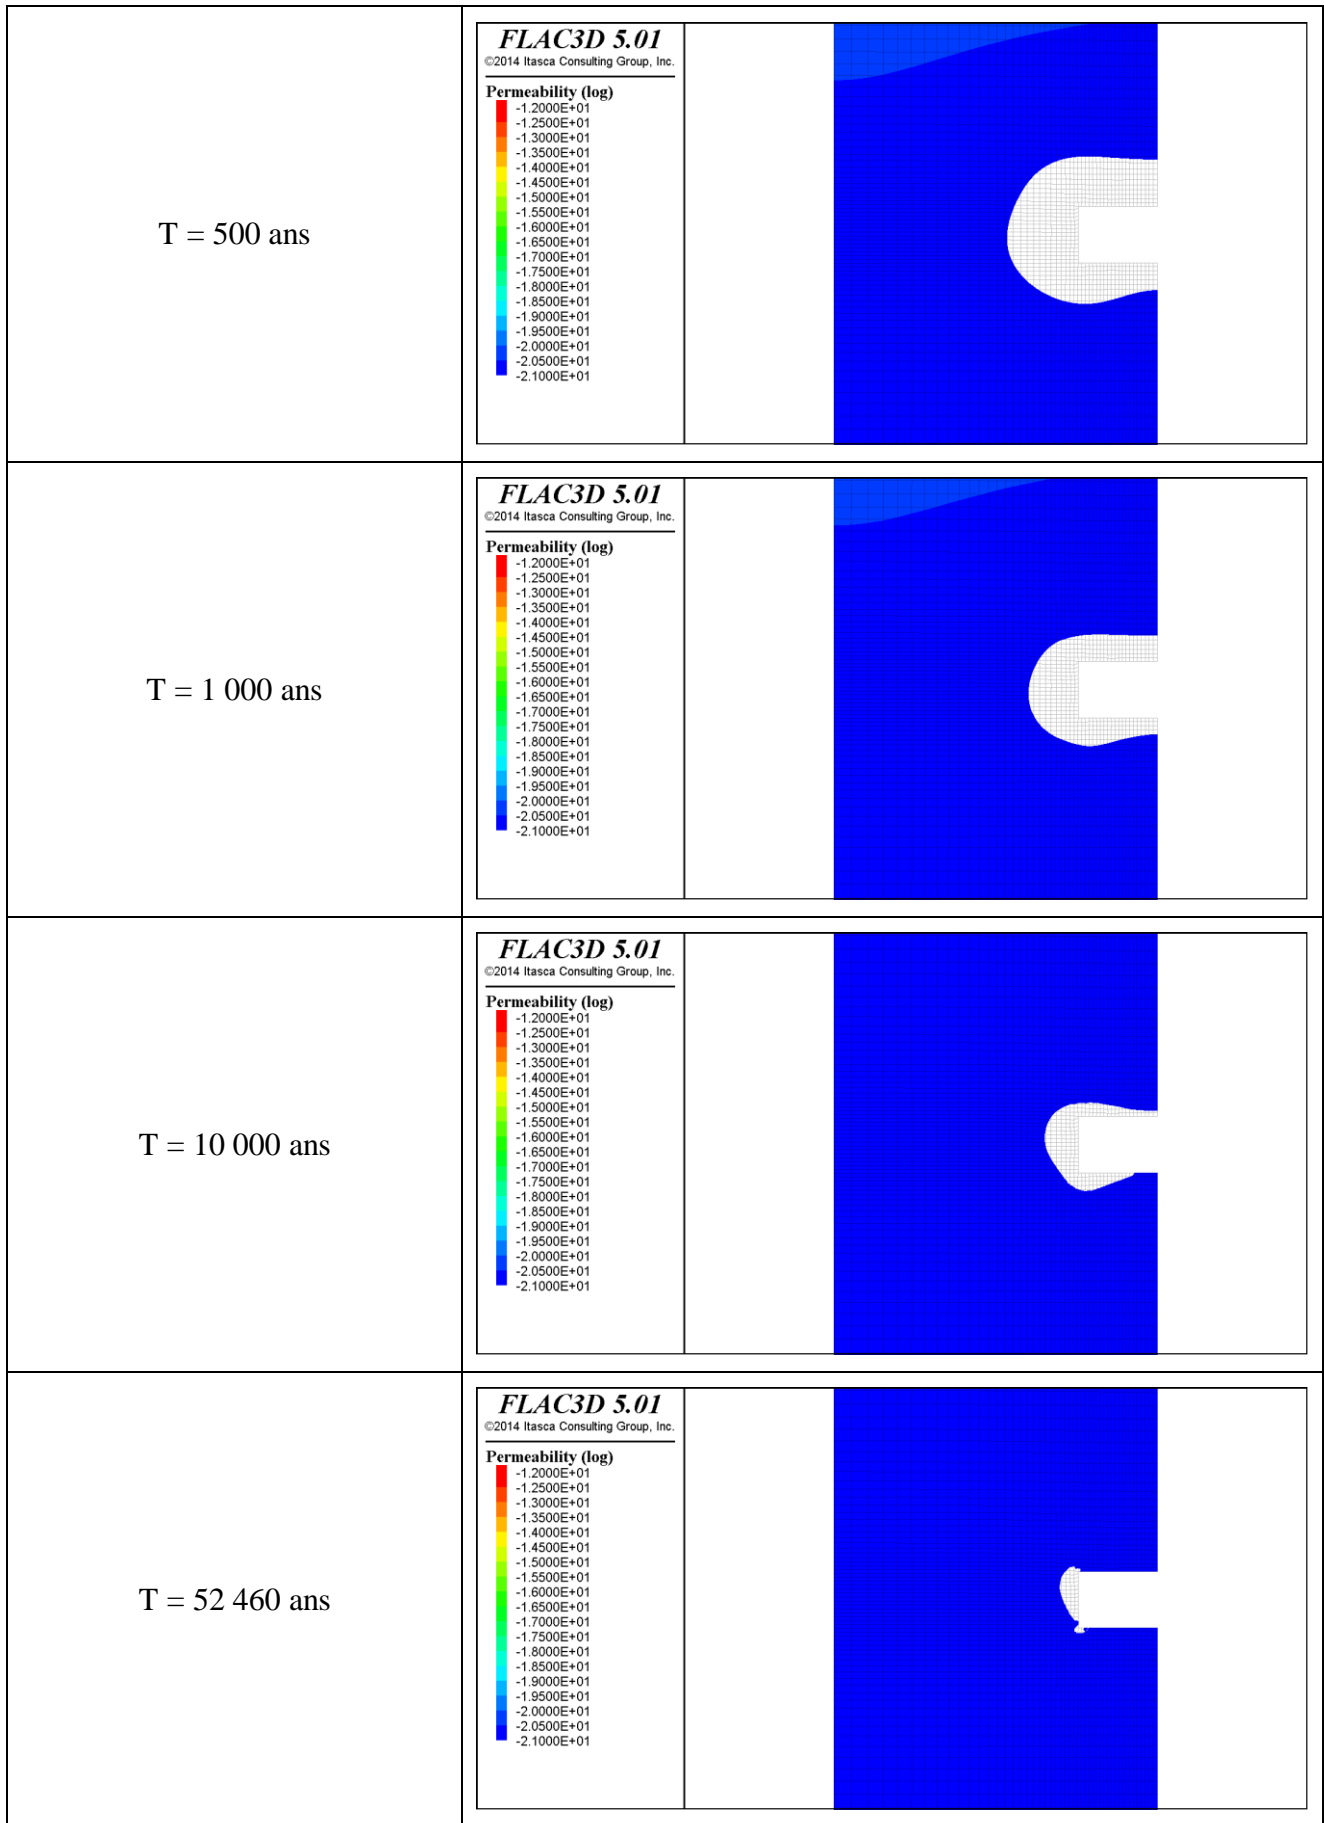 T = 500 ans
FLAC3D 5.01
©2014 Itasca Consulting Group, Inc.
Permeability (log)
-1.2000E+01
-1.2500E+01
-1.3000E+01
-1.3500E+01
-1.4000E+01
-1.4500E+01
-1.5000E+01
-1.5500E+01
-1.6000E+01
-1.6500E+01
-1.7000E+01
-1.7500E+01
-1.8000E+01
-1.8500E+01
-1.9000E+01
-1.9500E+01
-2.0000E+01
-2.0500E+01
-2.1000E+01
T = 1 000 ans
FLAC3D 5.01
©2014 Itasca Consulting Group, Inc.
Permeability (log)
-1.2000E+01
-1.2500E+01
-1.3000E+01
-1.3500E+01
-1.4000E+01
-1.4500E+01
-1.5000E+01
-1.5500E+01
-1.6000E+01
-1.6500E+01
-1.7000E+01
-1.7500E+01
-1.8000E+01
-1.8500E+01
-1.9000E+01
-1.9500E+01
-2.0000E+01
-2.0500E+01
-2.1000E+01
T = 10 000 ans
FLAC3D 5.01
©2014 Itasca Consulting Group, Inc.
Permeability (log)
-1.2000E+01
-1.2500E+01
-1.3000E+01
-1.3500E+01
-1.4000E+01
-1.4500E+01
-1.5000E+01
-1.5500E+01
-1.6000E+01
-1.6500E+01
-1.7000E+01
-1.7500E+01
-1.8000E+01
-1.8500E+01
-1.9000E+01
-1.9500E+01
-2.0000E+01
-2.0500E+01
-2.1000E+01
T = 52 460 ans
FLAC3D 5.01
©2014 Itasca Consulting Group, Inc.
Permeability (log)
-1.2000E+01
-1.2500E+01
-1.3000E+01
-1.3500E+01
-1.4000E+01
-1.4500E+01
-1.5000E+01
-1.5500E+01
-1.6000E+01
-1.6500E+01
-1.7000E+01
-1.7500E+01
-1.8000E+01
-1.8500E+01
-1.9000E+01
-1.9500E+01
-2.0000E+01
-2.0500E+01
-2.1000E+01